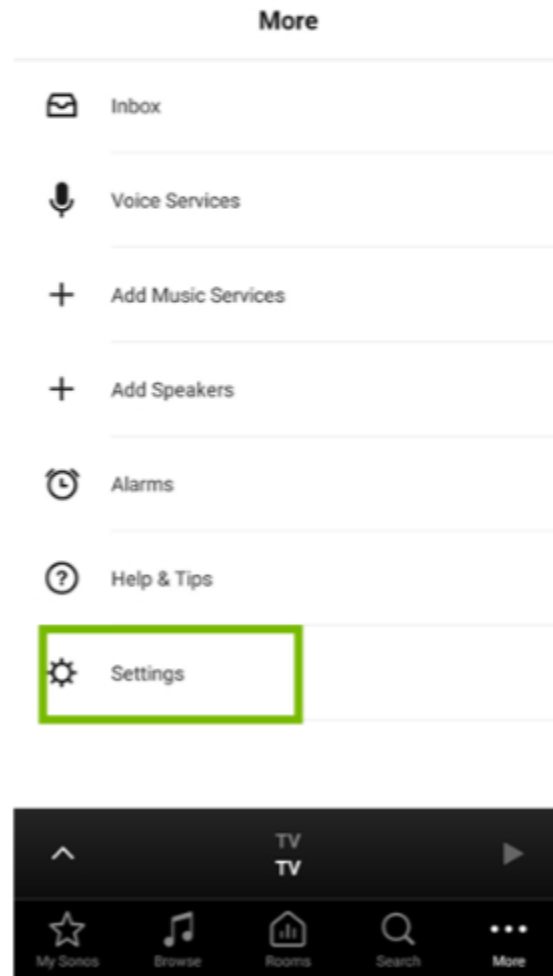 More
Inbox
Voice Services
Add Music Services
Add Speakers
Alarms
Help & Tips
Settings
TV
TV
My Sonos Browse Rooms Search More